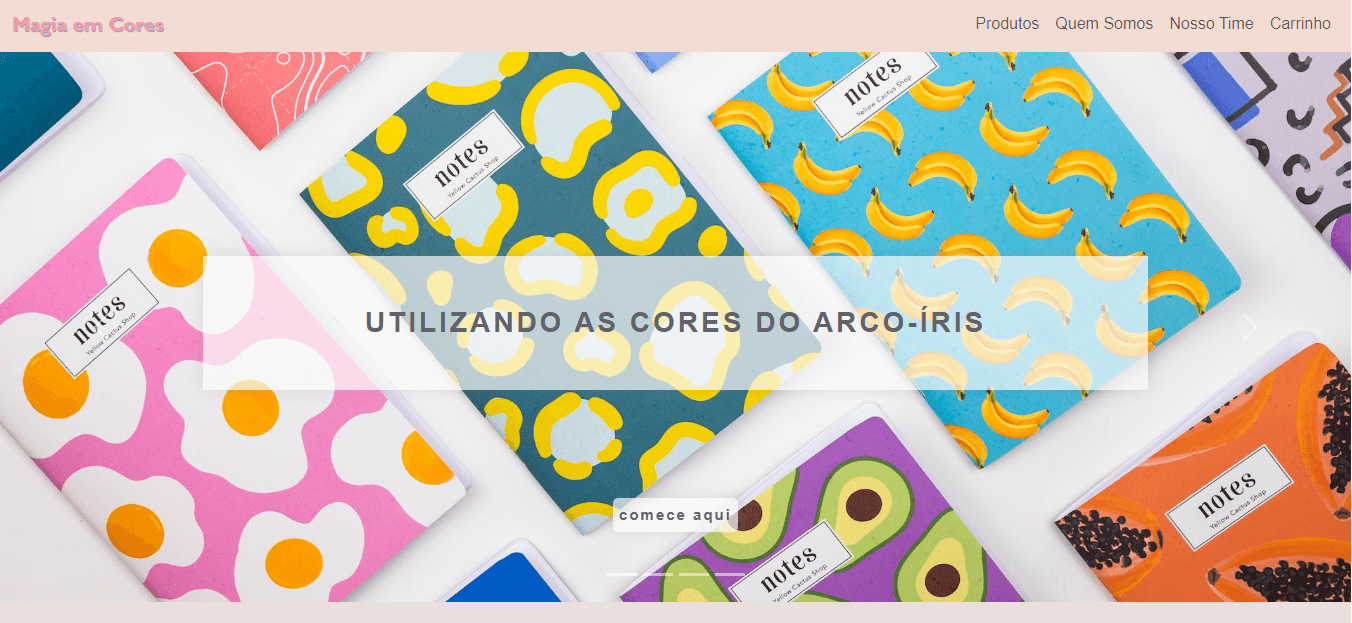 Magia em Cores
Produtos Quem Somos Nosso Time Carrinho
notes
Yellow Cactus Shop
notes
Yellow Cactus Shop
notes
Yellow Cactus Shop
UTILIZANDO AS CORES DO ARCO-ÍRIS
notes
Yellow Cactus Shop
comece aqui
notes
Yellow Cactus Shop